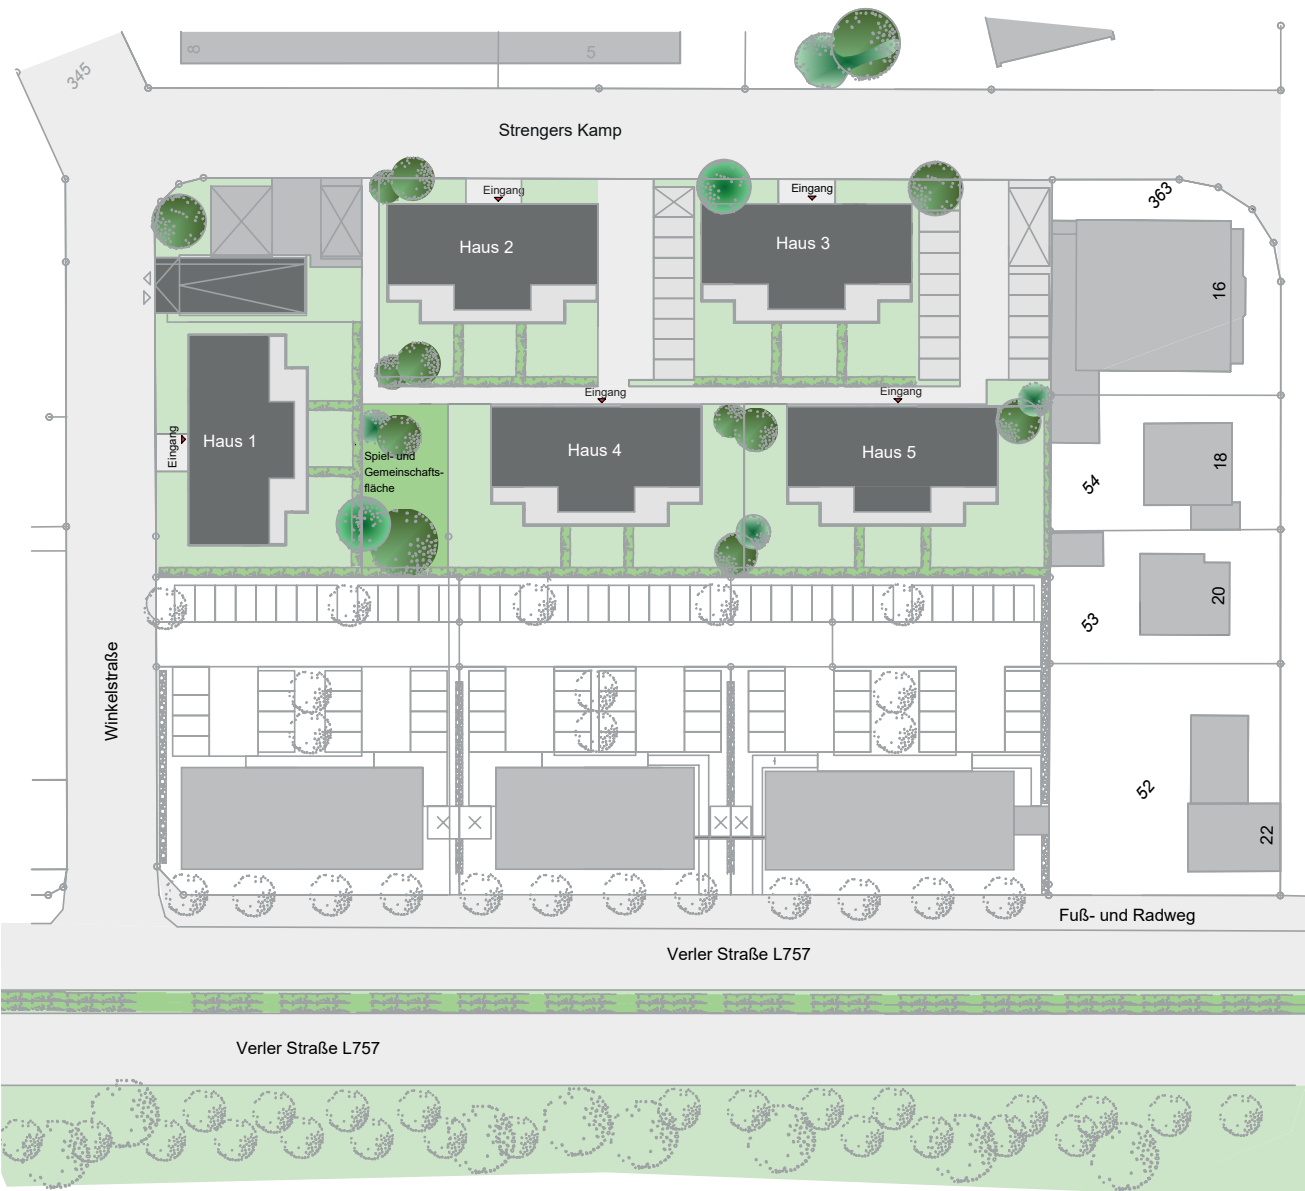 345
8
5
Strengers Kamp
Eingang
Eingang
363
Haus 2
Haus 3
16
Eingang
Eingang
Eingang
Haus 1
Spiel- und
Gemeinschafts-
fläche
Haus 4
Haus 5
18
54
20
53
Winkelstraße
52
22
Fuß- und Radweg
Verler Straße L757
Verler Straße L757